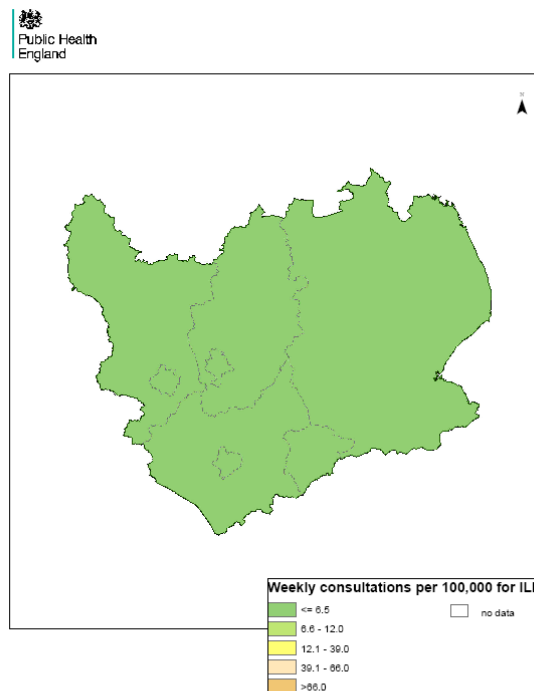 Public Health
England
N
Weekly consultations per 100,000 for ILI
<= 6.5
no data
6.6 - 12.0
12.1 - 39.0
39.1 - 66.0
>66.0